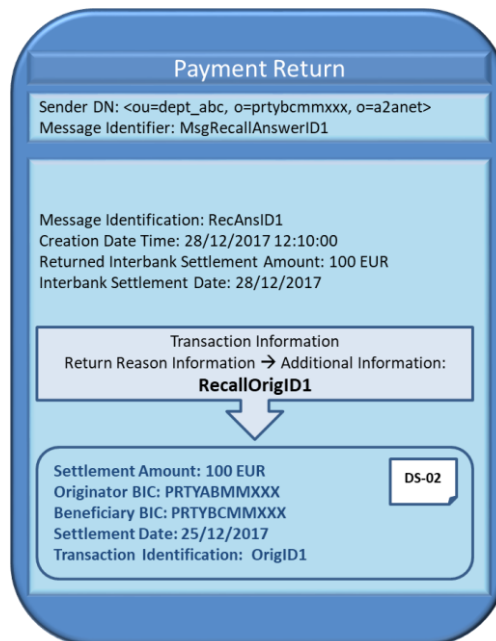 Payment Return
Sender DN: <ou=dept_abc, o=prtybcmmxxx, o=a2anet>
Message Identifier: MsgRecallAnswerID1
Message Identification: RecAnsID1
Creation Date Time: 28/12/2017 12:10:00
Returned Interbank Settlement Amount: 100 EUR
Interbank Settlement Date: 28/12/2017
Transaction Information
Return Reason Information → Additional Information:
RecallOrigID1
Settlement Amount: 100 EUR
Originator BIC: PRTYABMMXXX
Beneficiary BIC: PRTYBCMMXXX
Settlement Date: 25/12/2017
Transaction Identification: OrigID1
DS-02